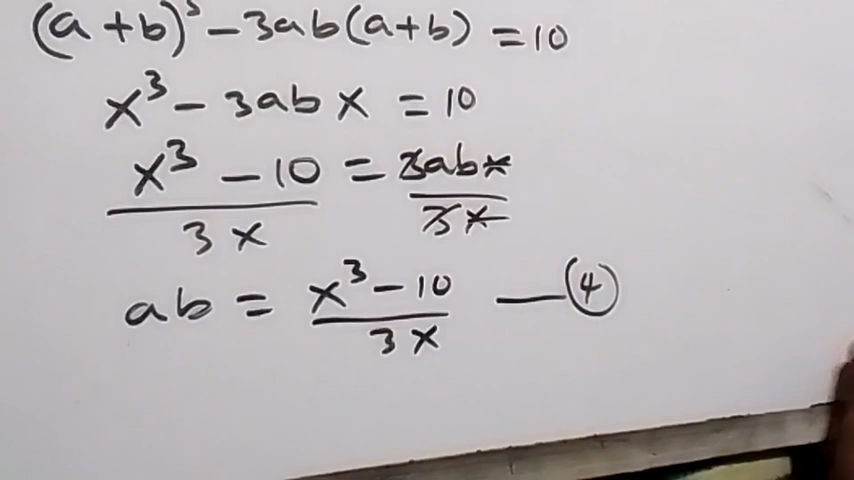 (a+b)³ - 3ab(a+b) = 10
x³ - 3abx = 10
x³ - 10 = 3abx
3x 3x
ab = x³ - 10 — ④
3x